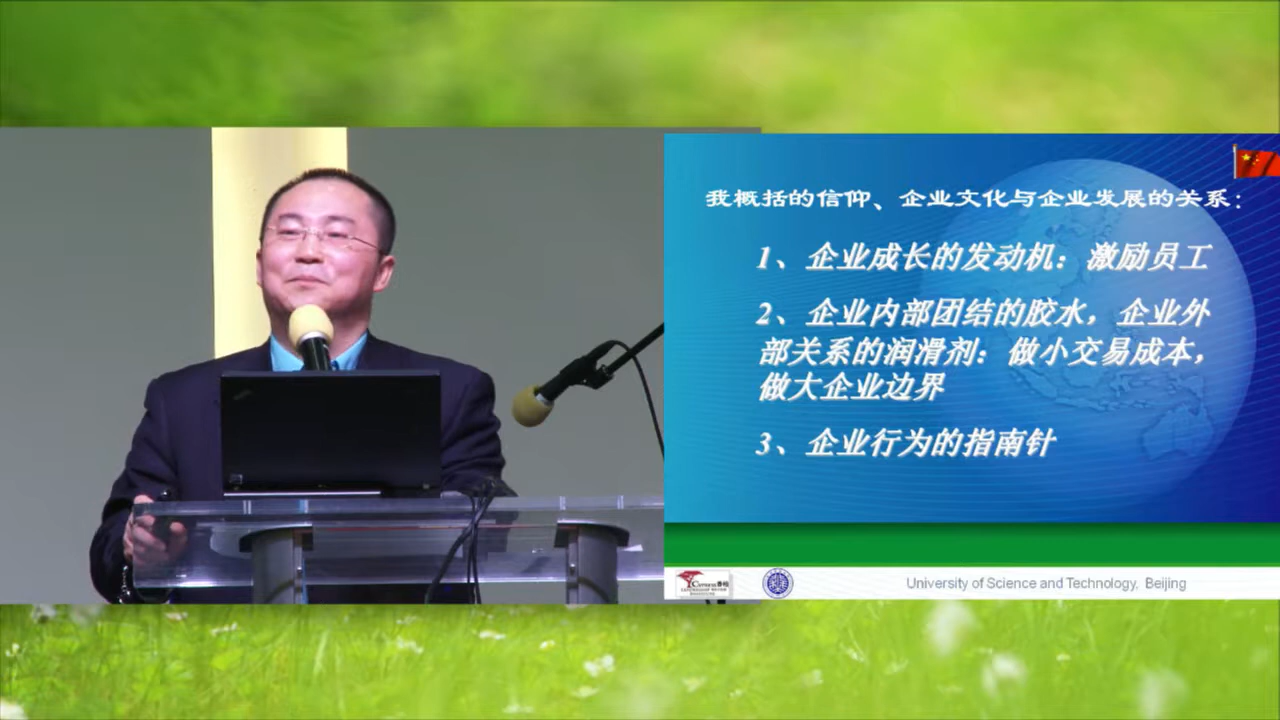 我概括的信仰、企业文化与企业发展的关系：
1、企业成长的发动机：激励员工
2、企业内部团结的胶水，企业外
部关系的润滑剂：做小交易成本，
做大企业边界
3、企业行为的指南针
Cypress
University of Science and Technology, Beijing